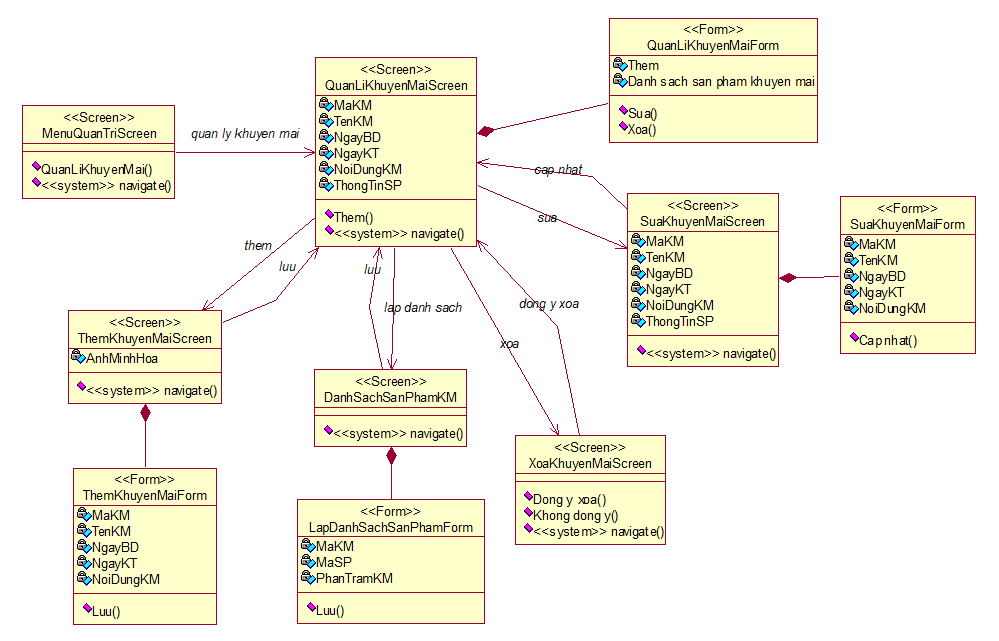 <<Form>>
QuanLiKhuyenMaiForm
Them
Danh sach san pham khuyen mai
Sua()
Xoa()
<<Screen>>
QuanLiKhuyenMaiScreen
MaKM
TenKM
NgayBD
NgayKT
NoiDungKM
ThongTinSP
Them()
<<system>> navigate()
<<Screen>>
MenuQuanTriScreen
QuanLiKhuyenMai()
<<system>> navigate()
quan ly khuyen mai
cap nhat
sua
<<Screen>>
SuaKhuyenMaiScreen
MaKM
TenKM
NgayBD
NgayKT
NoiDungKM
ThongTinSP
<<system>> navigate()
<<Form>>
SuaKhuyenMaiForm
MaKM
TenKM
NgayBD
NgayKT
NoiDungKM
Cap nhat()
them
luu
luu
lap danh sach
dong y xoa
xoa
<<Screen>>
ThemKhuyenMaiScreen
AnhMinhHoa
<<system>> navigate()
<<Screen>>
DanhSachSanPhamKM
<<system>> navigate()
<<Screen>>
XoaKhuyenMaiScreen
Dong y xoa()
Khong dong y()
<<system>> navigate()
<<Form>>
ThemKhuyenMaiForm
MaKM
TenKM
NgayBD
NgayKT
NoiDungKM
Luu()
<<Form>>
LapDanhSachSanPhamForm
MaKM
MaSP
PhanTramKM
Luu()